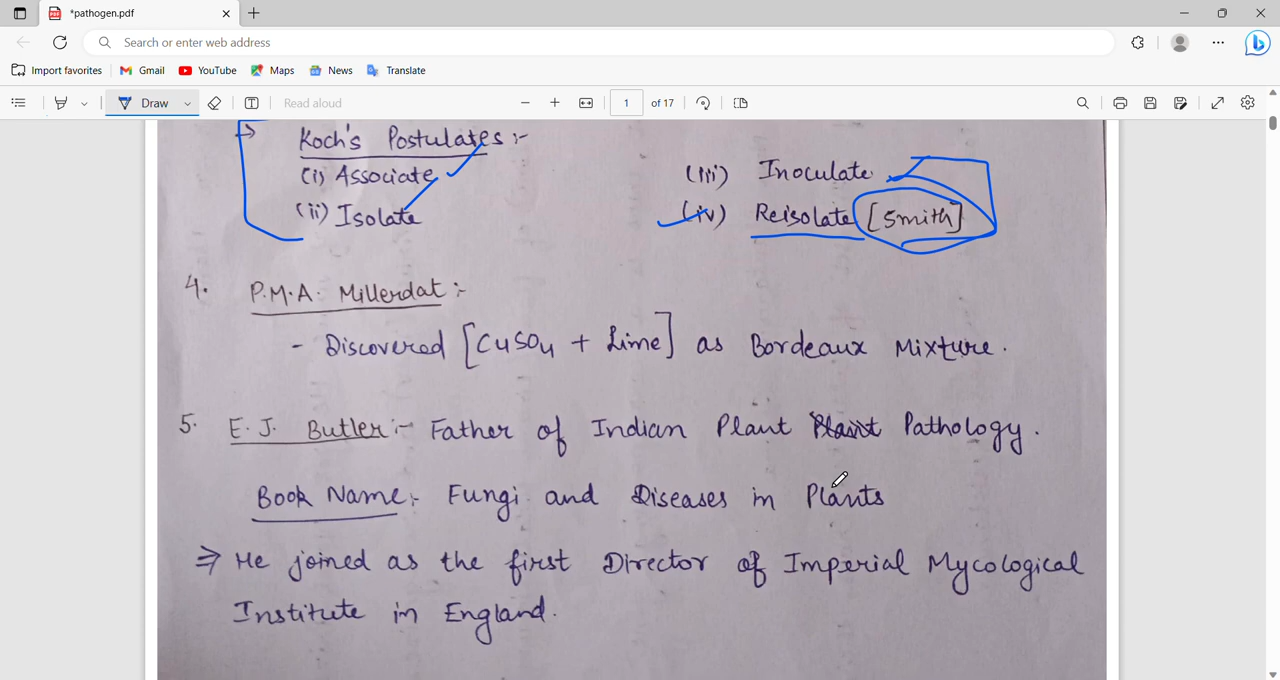 *pathogen.pdf
Search or enter web address
Import favorites Gmail YouTube Maps News Translate
Draw Read aloud 1 of 17
Koch's Postulates :-
(i) Associate
(ii) Isolate
(iii) Inoculate
(iv) Reisolate [Smith]
4. P.M.A. Millerdat :-
- Discovered [CuSO4 + Lime] as Bordeaux Mixture.
5. E.J. Butler :- Father of Indian Plant Plant Pathology.
Book Name :- Fungi and Diseases in Plants
⇒ He joined as the first Director of Imperial Mycological
Institute in England.